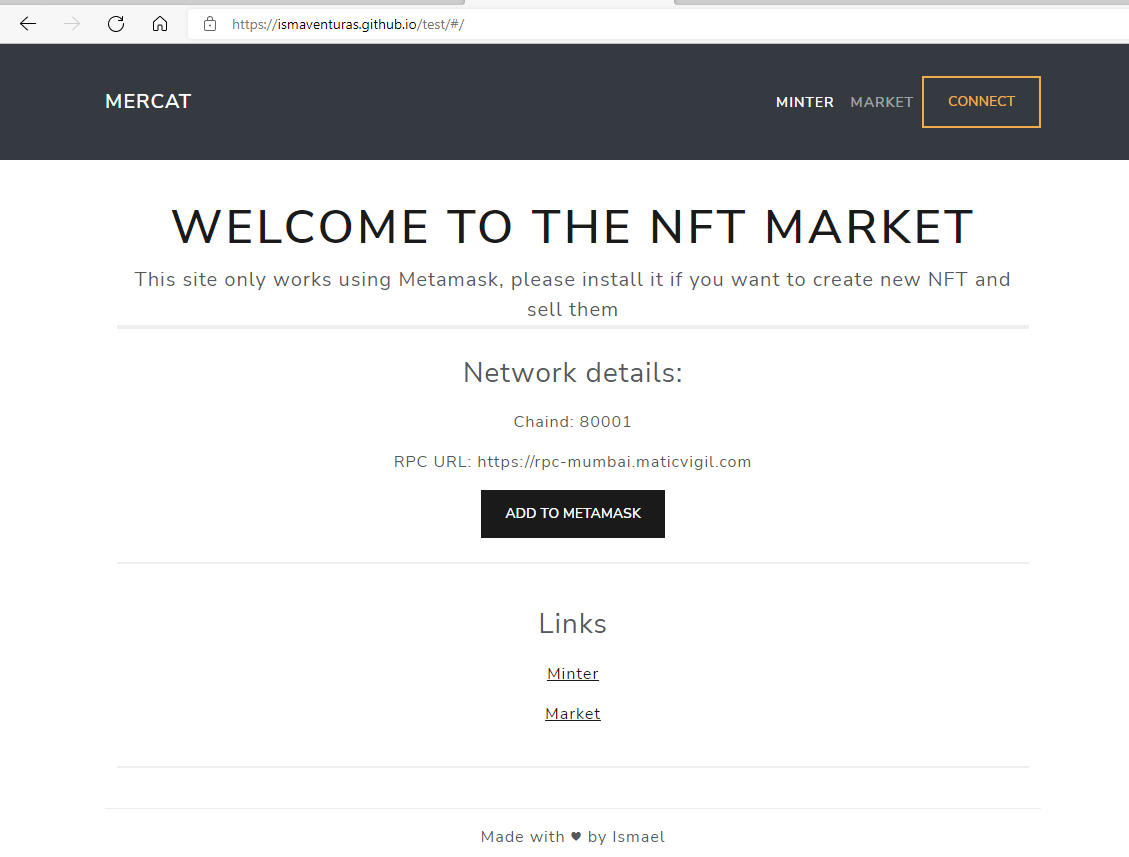 https://ismaventuras.github.io/test/#/
MERCAT
MINTER MARKET CONNECT
WELCOME TO THE NFT MARKET
This site only works using Metamask, please install it if you want to create new NFT and
sell them
Network details:
Chaind: 80001
RPC URL: https://rpc-mumbai.maticvigil.com
ADD TO METAMASK
Links
Minter
Market
Made with ♥ by Ismael